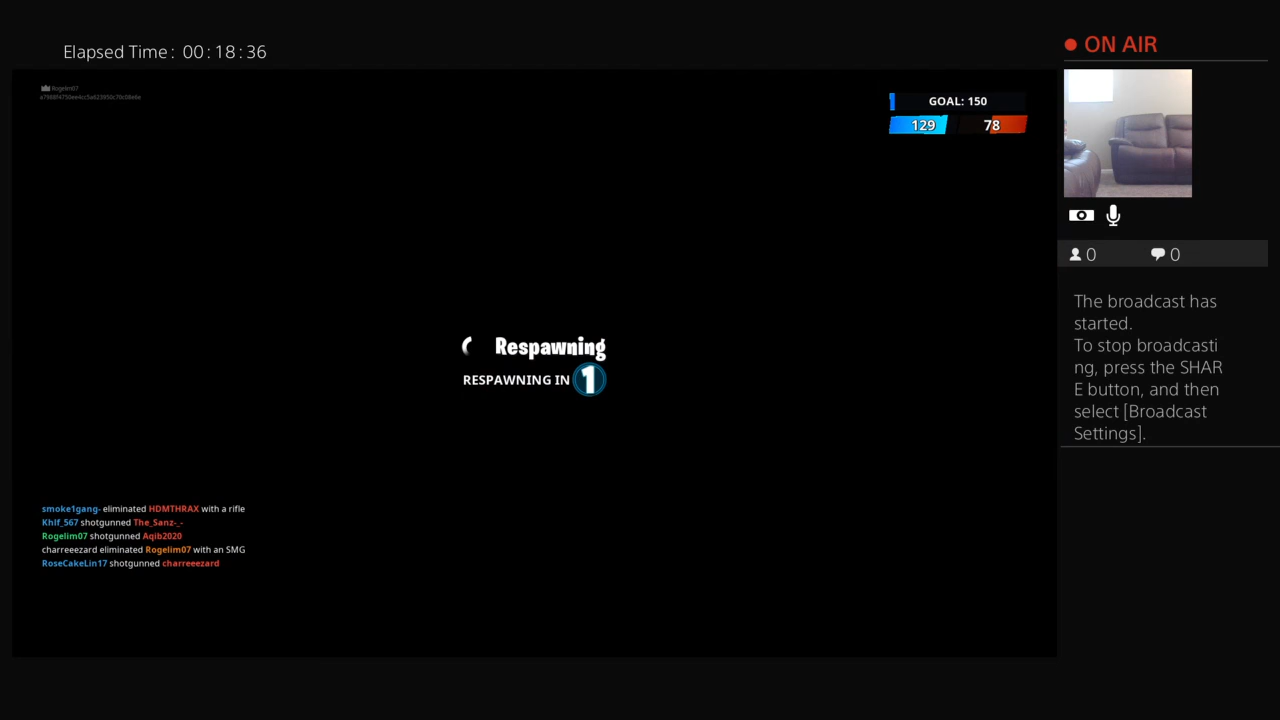 Elapsed Time: 00:18:36
ON AIR
Rogelim07
GOAL: 150
129 78
0 0
The broadcast has
started.
To stop broadcasti
ng, press the SHAR
E button, and then
select [Broadcast
Settings].
Respawning
RESPAWNING IN 1
smoke1gang- eliminated HDMTHRAX with a rifle
Khlf_567 shotgunned The_Sanz-_-
Rogelim07 shotgunned Aqib2020
charreeezard eliminated Rogelim07 with an SMG
RoseCakeLin17 shotgunned charreeezard